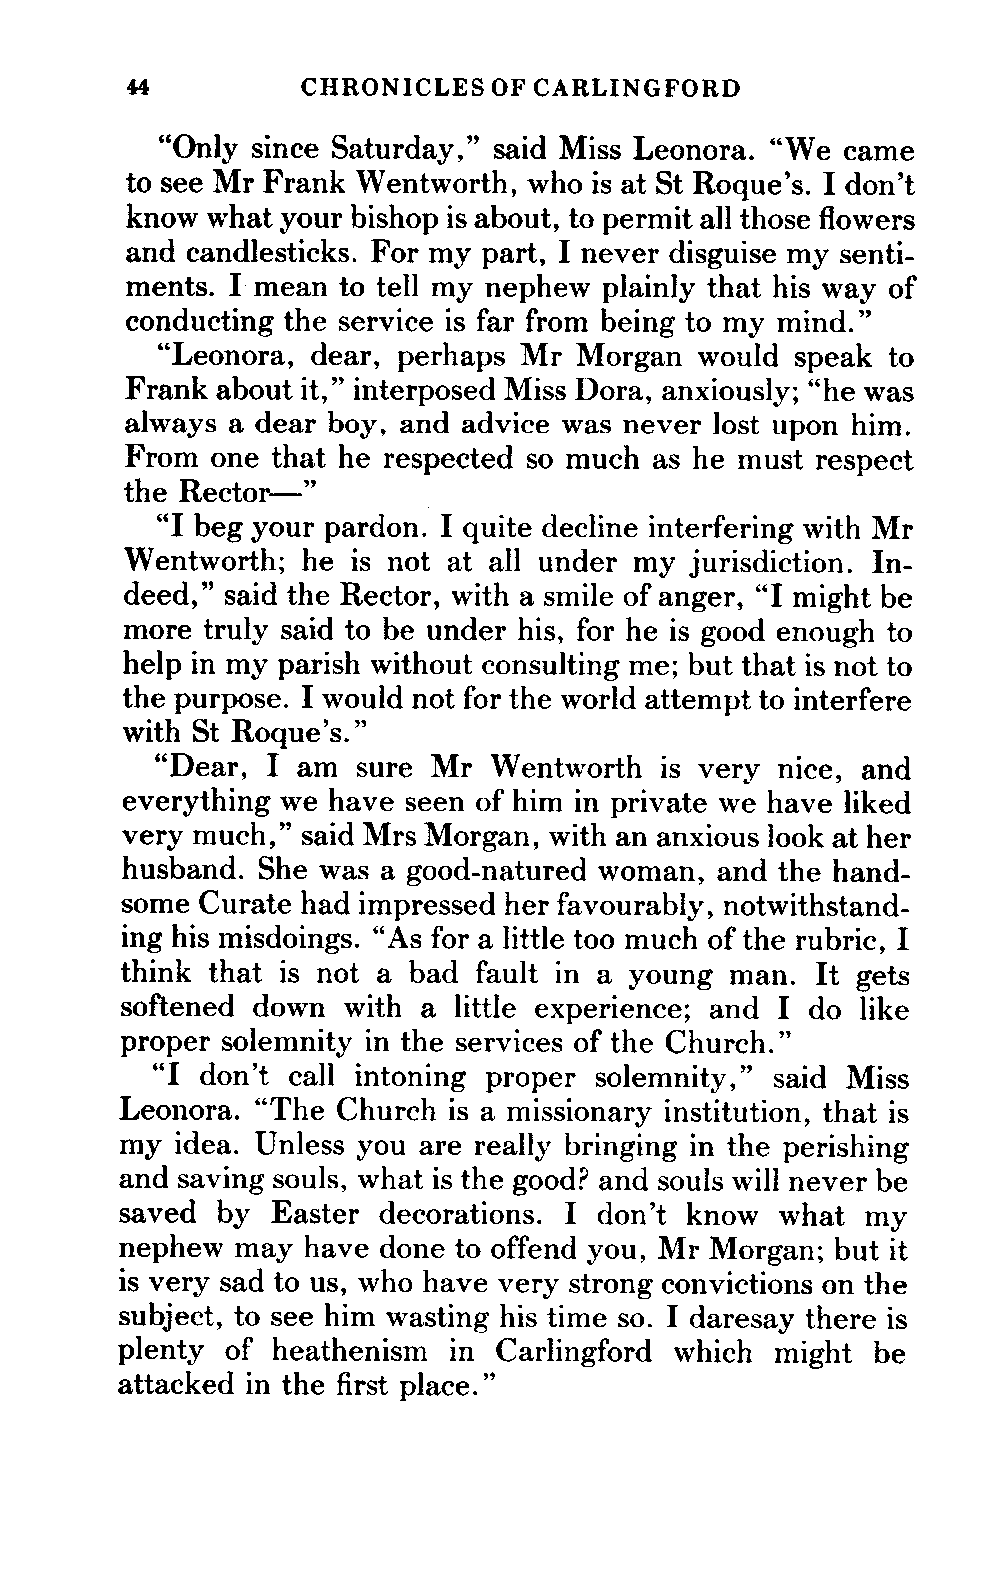 44 CHRONICLES OF CARLINGFORD
“Only since Saturday,” said Miss Leonora. “We came
to see Mr Frank Wentworth, who is at St Roque’s. I don’t
know what your bishop is about, to permit all those flowers
and candlesticks. For my part, I never disguise my senti-
ments. I mean to tell my nephew plainly that his way of
conducting the service is far from being to my mind.”
“Leonora, dear, perhaps Mr Morgan would speak to
Frank about it,” interposed Miss Dora, anxiously; “he was
always a dear boy, and advice was never lost upon him.
From one that he respected so much as he must respect
the Rector—”
“I beg your pardon. I quite decline interfering with Mr
Wentworth; he is not at all under my jurisdiction. In-
deed,” said the Rector, with a smile of anger, “I might be
more truly said to be under his, for he is good enough to
help in my parish without consulting me; but that is not to
the purpose. I would not for the world attempt to interfere
with St Roque’s.”
“Dear, I am sure Mr Wentworth is very nice, and
everything we have seen of him in private we have liked
very much,” said Mrs Morgan, with an anxious look at her
husband. She was a good-natured woman, and the hand-
some Curate had impressed her favourably, notwithstand-
ing his misdoings. “As for a little too much of the rubric, I
think that is not a bad fault in a young man. It gets
softened down with a little experience; and I do like
proper solemnity in the services of the Church.”
“I don’t call intoning proper solemnity,” said Miss
Leonora. “The Church is a missionary institution, that is
my idea. Unless you are really bringing in the perishing
and saving souls, what is the good? and souls will never be
saved by Easter decorations. I don’t know what my
nephew may have done to offend you, Mr Morgan; but it
is very sad to us, who have very strong convictions on the
subject, to see him wasting his time so. I daresay there is
plenty of heathenism in Carlingford which might be
attacked in the first place.”